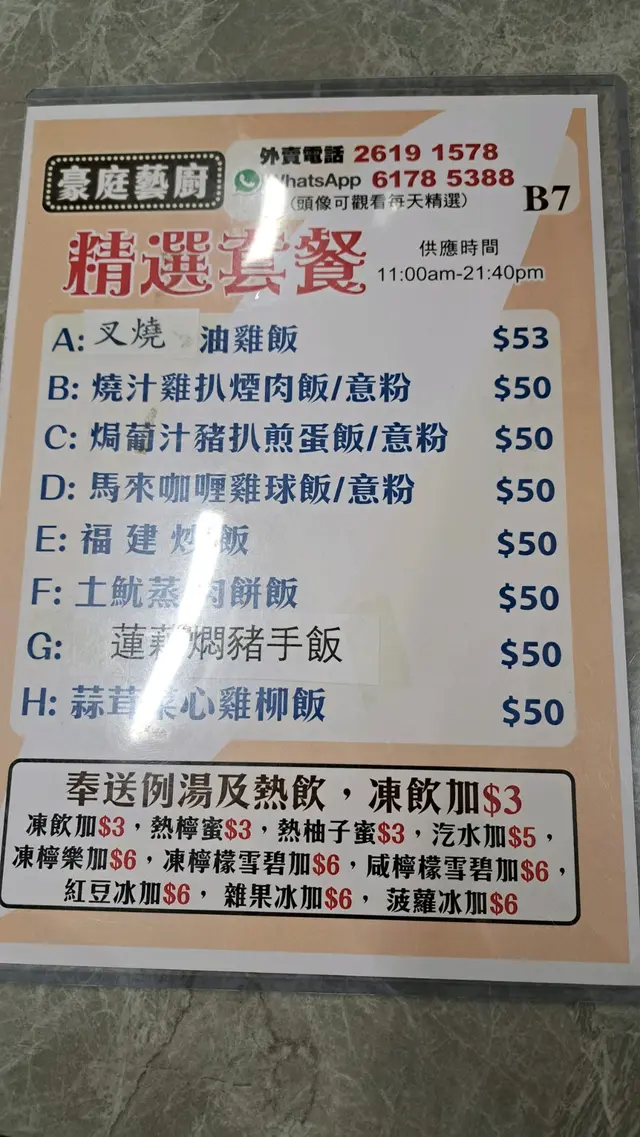 豪庭藝廚
外賣電話 2619 1578
WhatsApp 6178 5388
(頭像可觀看每天精選)
B7
精選套餐
供應時間
11:00am-21:40pm
A: 叉燒 油雞飯 $53
B: 燒汁雞扒煙肉飯/意粉 $50
C: 焗葡汁豬扒煎蛋飯/意粉 $50
D: 馬來咖喱雞球飯/意粉 $50
E: 福建炒飯 $50
F: 土魷蒸肉餅飯 $50
G: 蓮藕燜豬手飯 $50
H: 蒜茸菜心雞柳飯 $50
奉送例湯及熱飲，凍飲加$3
凍飲加$3，熱檸蜜$3，熱柚子蜜$3，汽水加$5，
凍檸樂加$6，凍檸檬雪碧加$6，咸檸檬雪碧加$6，
紅豆冰加$6， 雜果冰加$6， 菠蘿冰加$6